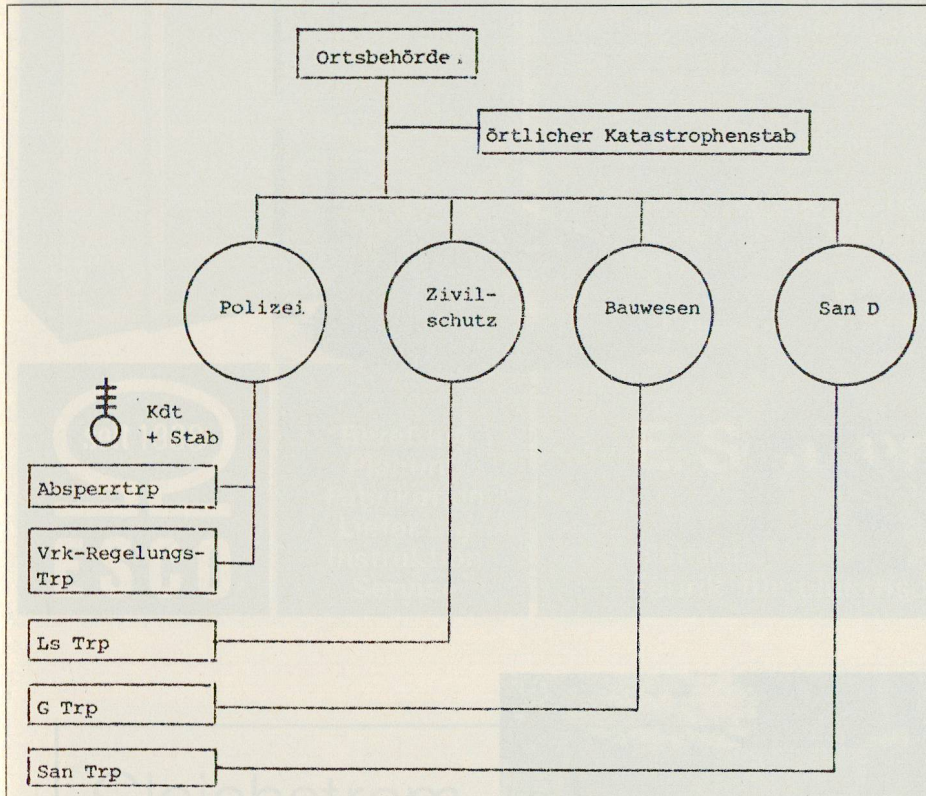 Ortsbehörde
örtlicher Katastrophenstab
Polizei
Zivil-
schutz
Bauwesen
San D
Kdt
+ Stab
Absperrtrp
Vrk-Regelungs-
Trp
Ls Trp
G Trp
San Trp